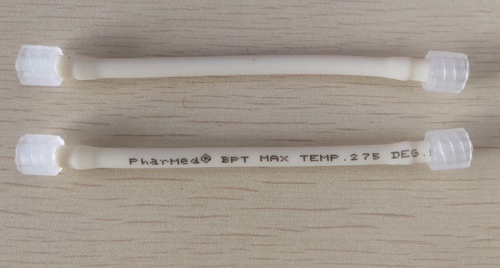 PharMed® BPT MAX TEMP.275 DEG.